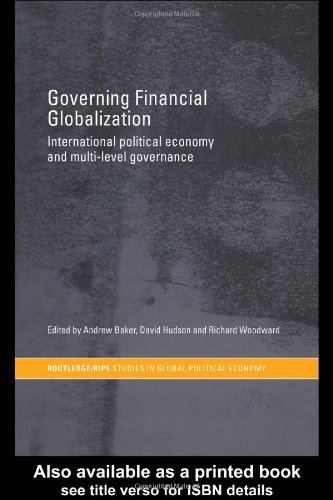 Governing Financial
Globalization
International political economy
and multi-level governance
Edited by Andrew Baker, David Hudson and Richard Woodward
ROUTLEDGE/RIPE STUDIES IN GLOBAL POLITICAL ECONOMY
Also available as a printed book
see title verso for ISBN details